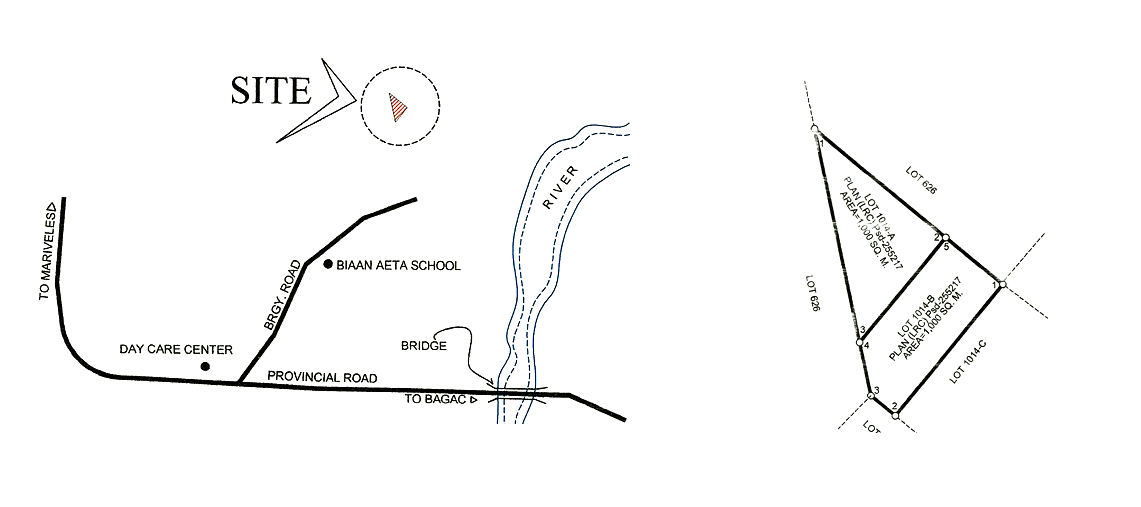 SITE
RIVER
TO MARIVELES
BIAAN AETA SCHOOL
BRGY. ROAD
DAY CARE CENTER
BRIDGE
PROVINCIAL ROAD
TO BAGAC
1
LOT 626
LOT 1014-A
PLAN (LRC) Psd-255217
AREA=1,000 SQ. M.
2
5
1
LOT 626
LOT 1014-B
PLAN (LRC) Psd-255217
AREA=1,000 SQ. M.
3
4
LOT 1014-C
3
2
LOT